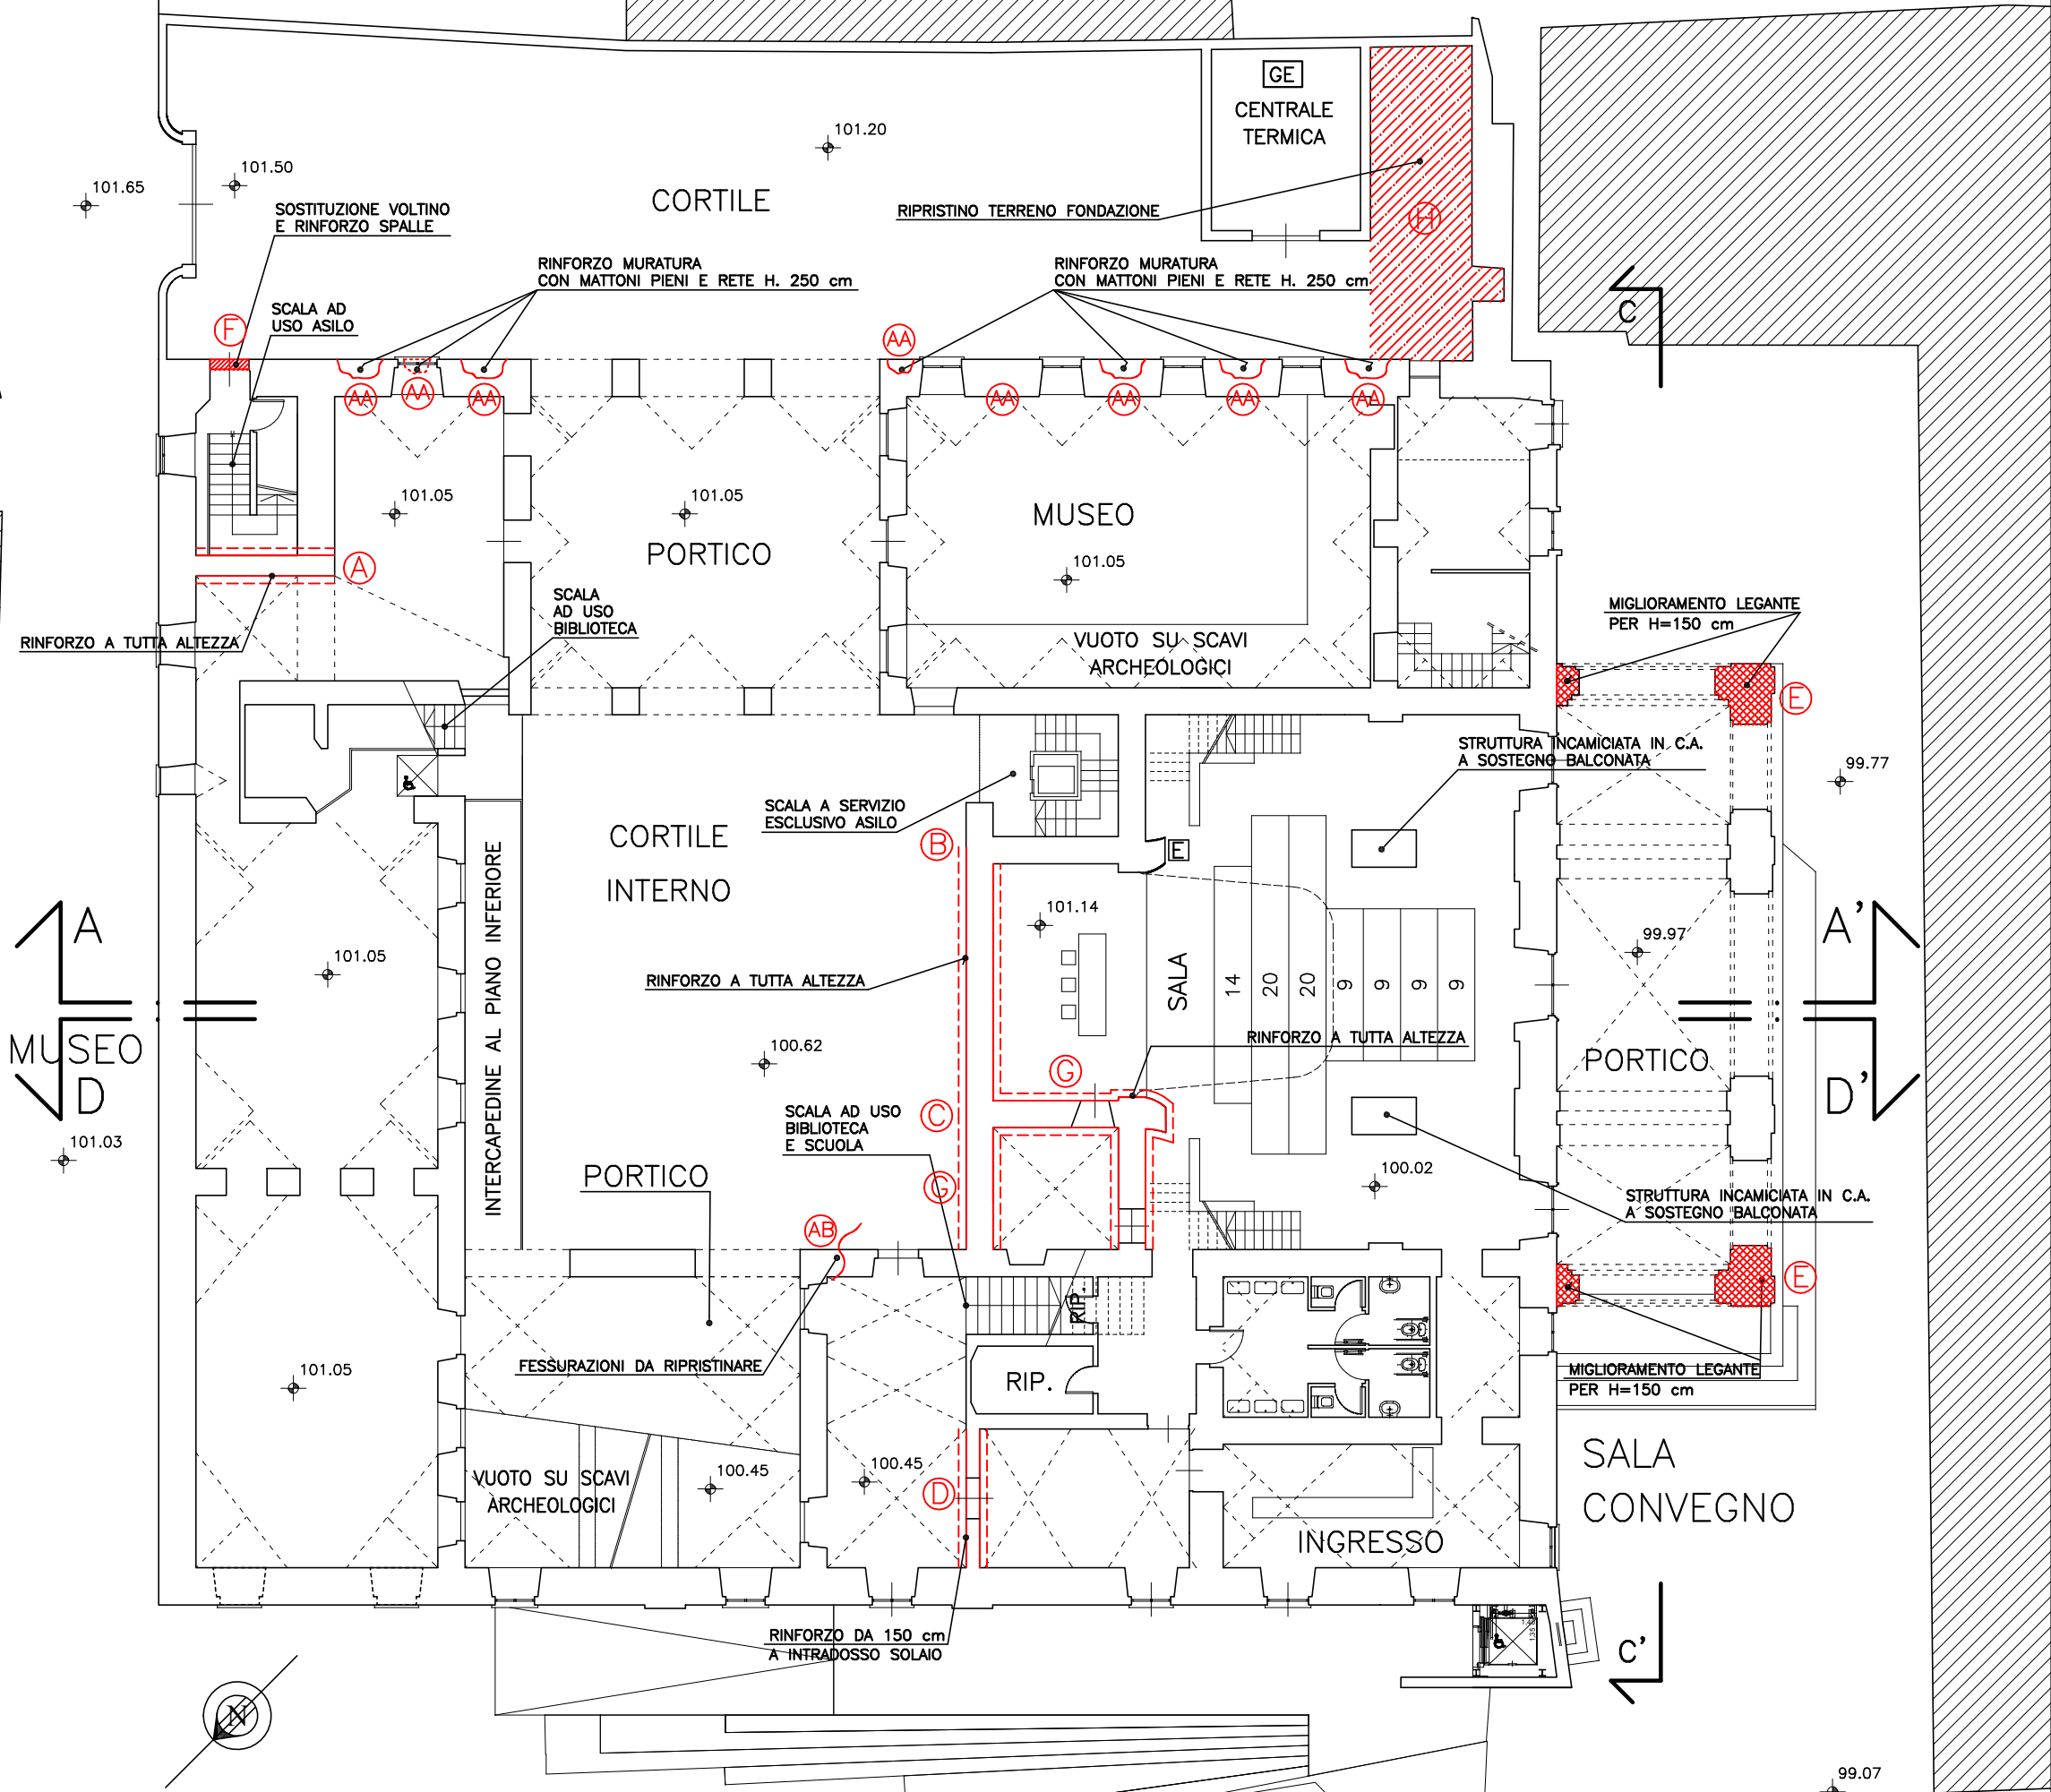 GE
CENTRALE
TERMICA
101.20
101.50
101.65
CORTILE
SOSTITUZIONE VOLTINO
E RINFORZO SPALLE
RIPRISTINO TERRENO FONDAZIONE
H
RINFORZO MURATURA
CON MATTONI PIENI E RETE H. 250 cm
RINFORZO MURATURA
CON MATTONI PIENI E RETE H. 250 cm
C
SCALA AD
USO ASILO
F
AA
AA
AA
AA
AA
AA
AA
AA
101.05
101.05
MUSEO
PORTICO
101.05
A
SCALA
AD USO
BIBLIOTECA
RINFORZO A TUTTA ALTEZZA
VUOTO SU SCAVI
ARCHEOLOGICI
MIGLIORAMENTO LEGANTE
PER H=150 cm
E
STRUTTURA INCAMICIATA IN C.A.
A SOSTEGNO BALCONATA
99.77
SCALA A SERVIZIO
ESCLUSIVO ASILO
CORTILE
INTERNO
B
E
INTERCAPEDINE AL PIANO INFERIORE
101.14
A
A'
99.97
101.05
RINFORZO A TUTTA ALTEZZA
SALA
14
20
20
9
9
9
9
RINFORZO A TUTTA ALTEZZA
MUSEO
100.62
G
PORTICO
D
D'
SCALA AD USO
BIBLIOTECA
E SCUOLA
C
101.03
PORTICO
G
100.02
STRUTTURA INCAMICIATA IN C.A.
A SOSTEGNO BALCONATA
AB
E
RIP.
FESSURAZIONI DA RIPRISTINARE
101.05
RIP.
MIGLIORAMENTO LEGANTE
PER H=150 cm
VUOTO SU SCAVI
ARCHEOLOGICI
100.45
100.45
D
SALA
CONVEGNO
INGRESSO
RINFORZO DA 150 cm
A INTRADOSSO SOLAIO
C'
N
99.07